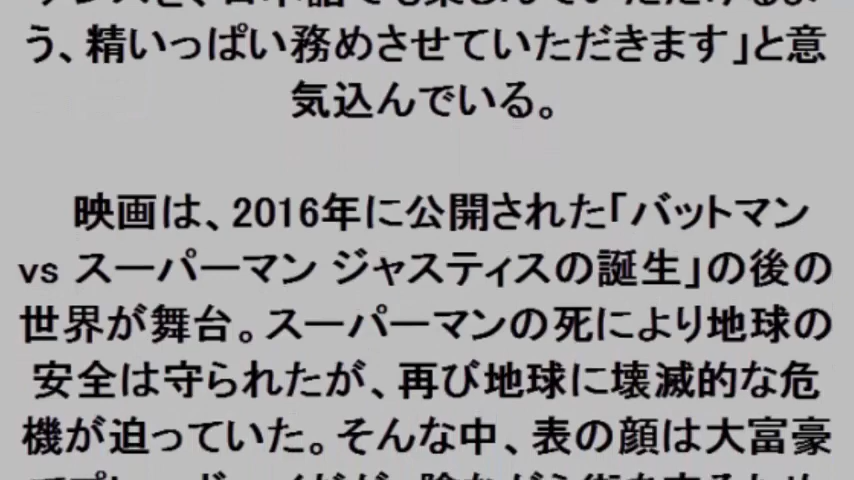 う、精いっぱい務めさせていただきます」と意
気込んでいる。
映画は、2016年に公開された「バットマン
vs スーパーマン ジャスティスの誕生」の後の
世界が舞台。スーパーマンの死により地球の
安全は守られたが、再び地球に壊滅的な危
機が迫っていた。そんな中、表の顔は大富豪